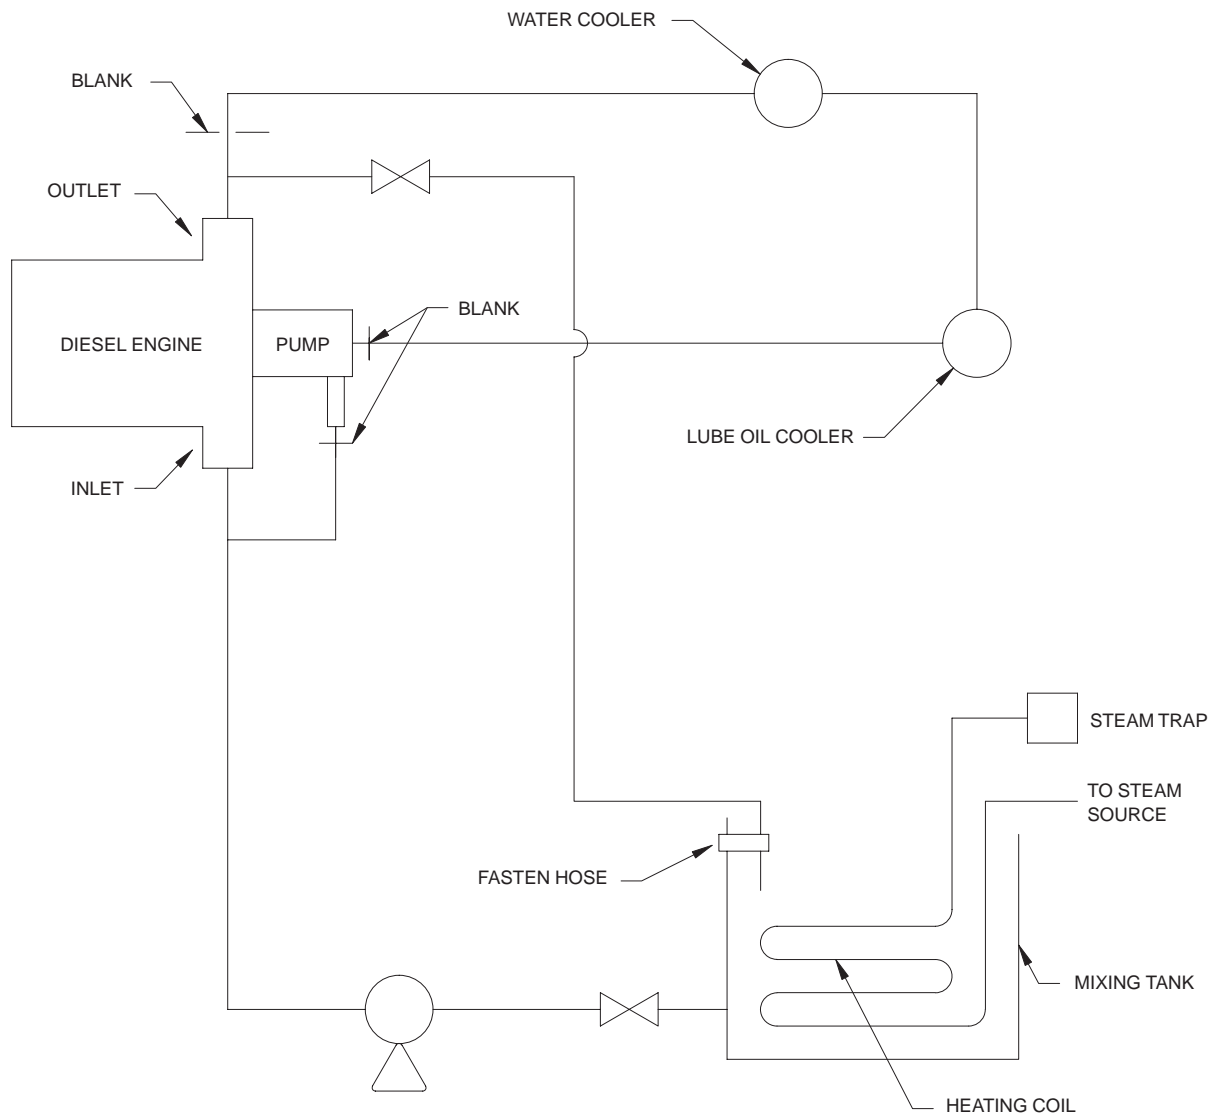 WATER COOLER
BLANK
OUTLET
BLANK
DIESEL ENGINE
PUMP
LUBE OIL COOLER
INLET
STEAM TRAP
TO STEAM
SOURCE
FASTEN HOSE
MIXING TANK
HEATING COIL